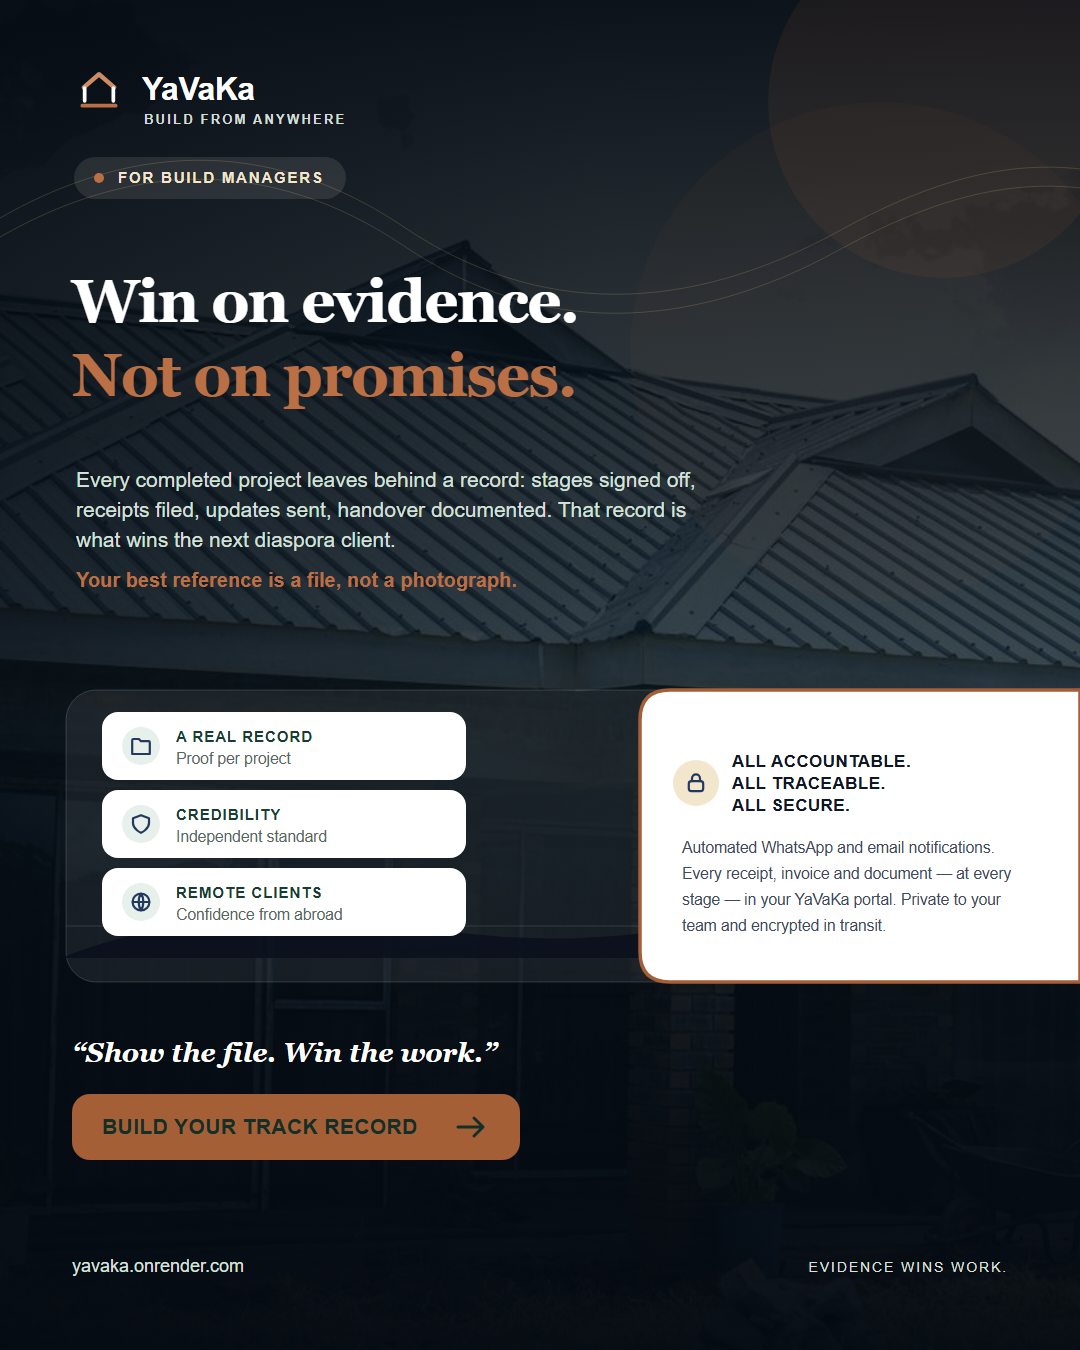 YaVaKa
BUILD FROM ANYWHERE
FOR BUILD MANAGERS
Win on evidence.
Not on promises.
Every completed project leaves behind a record: stages signed off,
receipts filed, updates sent, handover documented. That record is
what wins the next diaspora client.
Your best reference is a file, not a photograph.
A REAL RECORD
Proof per project
CREDIBILITY
Independent standard
REMOTE CLIENTS
Confidence from abroad
ALL ACCOUNTABLE.
ALL TRACEABLE.
ALL SECURE.
Automated WhatsApp and email notifications.
Every receipt, invoice and document — at every
stage — in your YaVaKa portal. Private to your
team and encrypted in transit.
“Show the file. Win the work.”
BUILD YOUR TRACK RECORD
yavaka.onrender.com
EVIDENCE WINS WORK.